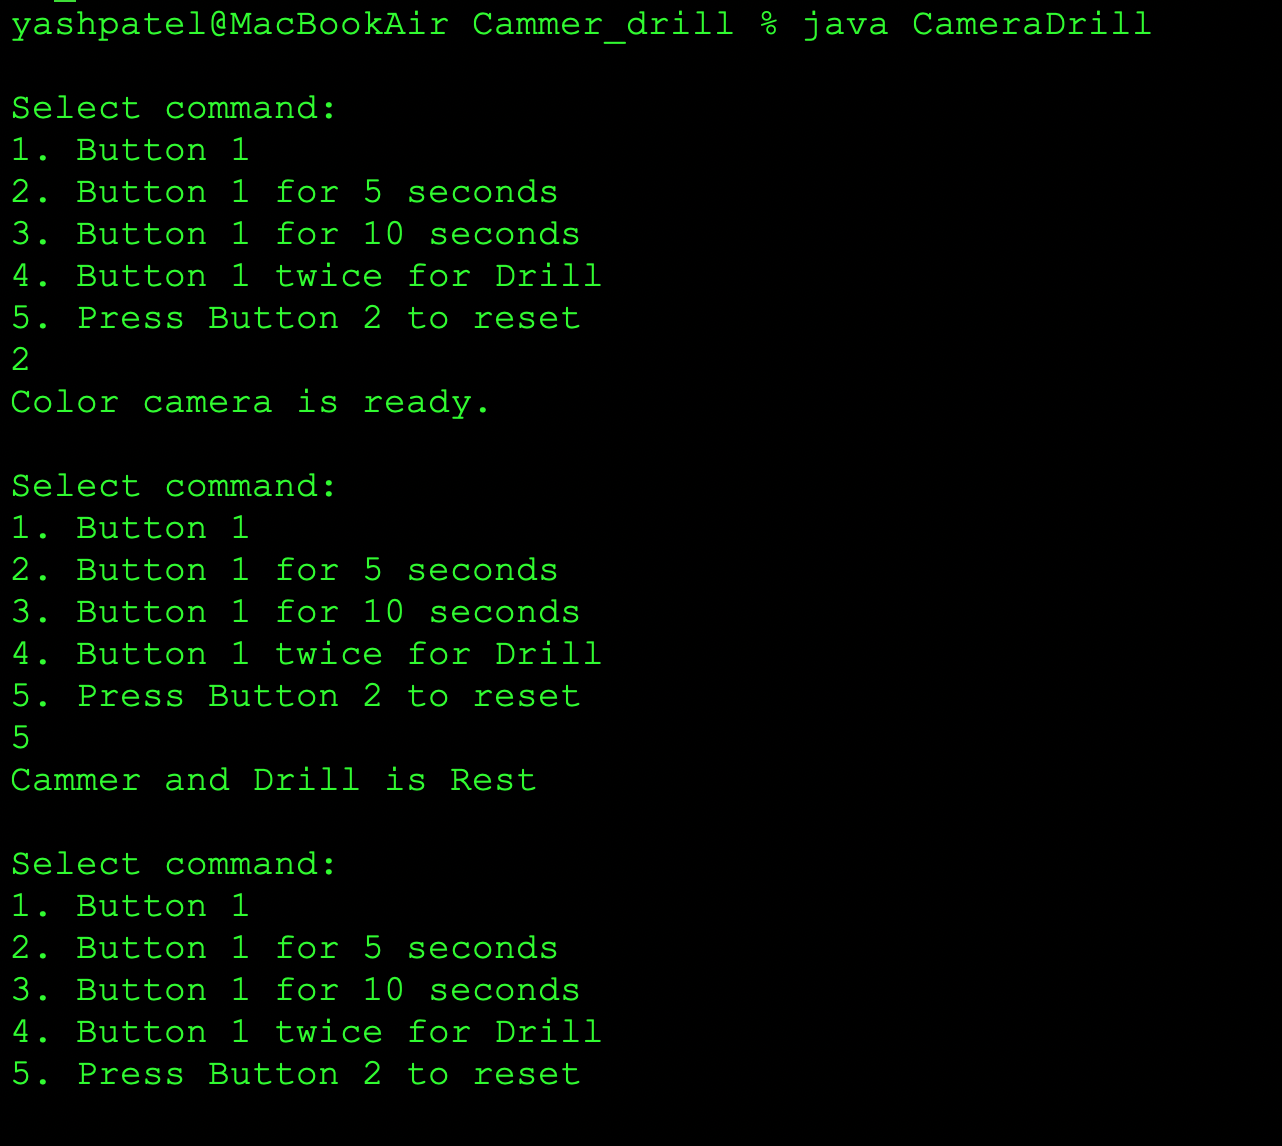 yashpatel@MacBookAir Cammer_drill % java CameraDrill
Select command:
1. Button 1
2. Button 1 for 5 seconds
3. Button 1 for 10 seconds
4. Button 1 twice for Drill
5. Press Button 2 to reset
2
Color camera is ready.
Select command:
1. Button 1
2. Button 1 for 5 seconds
3. Button 1 for 10 seconds
4. Button 1 twice for Drill
5. Press Button 2 to reset
5
Cammer and Drill is Rest
Select command:
1. Button 1
2. Button 1 for 5 seconds
3. Button 1 for 10 seconds
4. Button 1 twice for Drill
5. Press Button 2 to reset